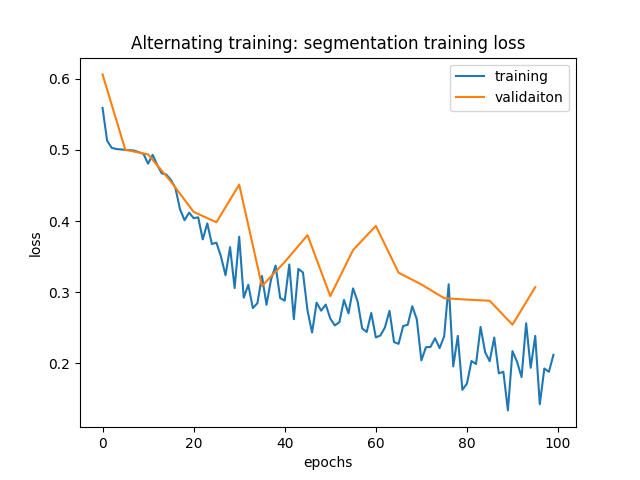 Alternating training: segmentation training loss
training
validaiton
0.6
0.5
0.4
0.3
0.2
loss
0 20 40 60 80 100
epochs